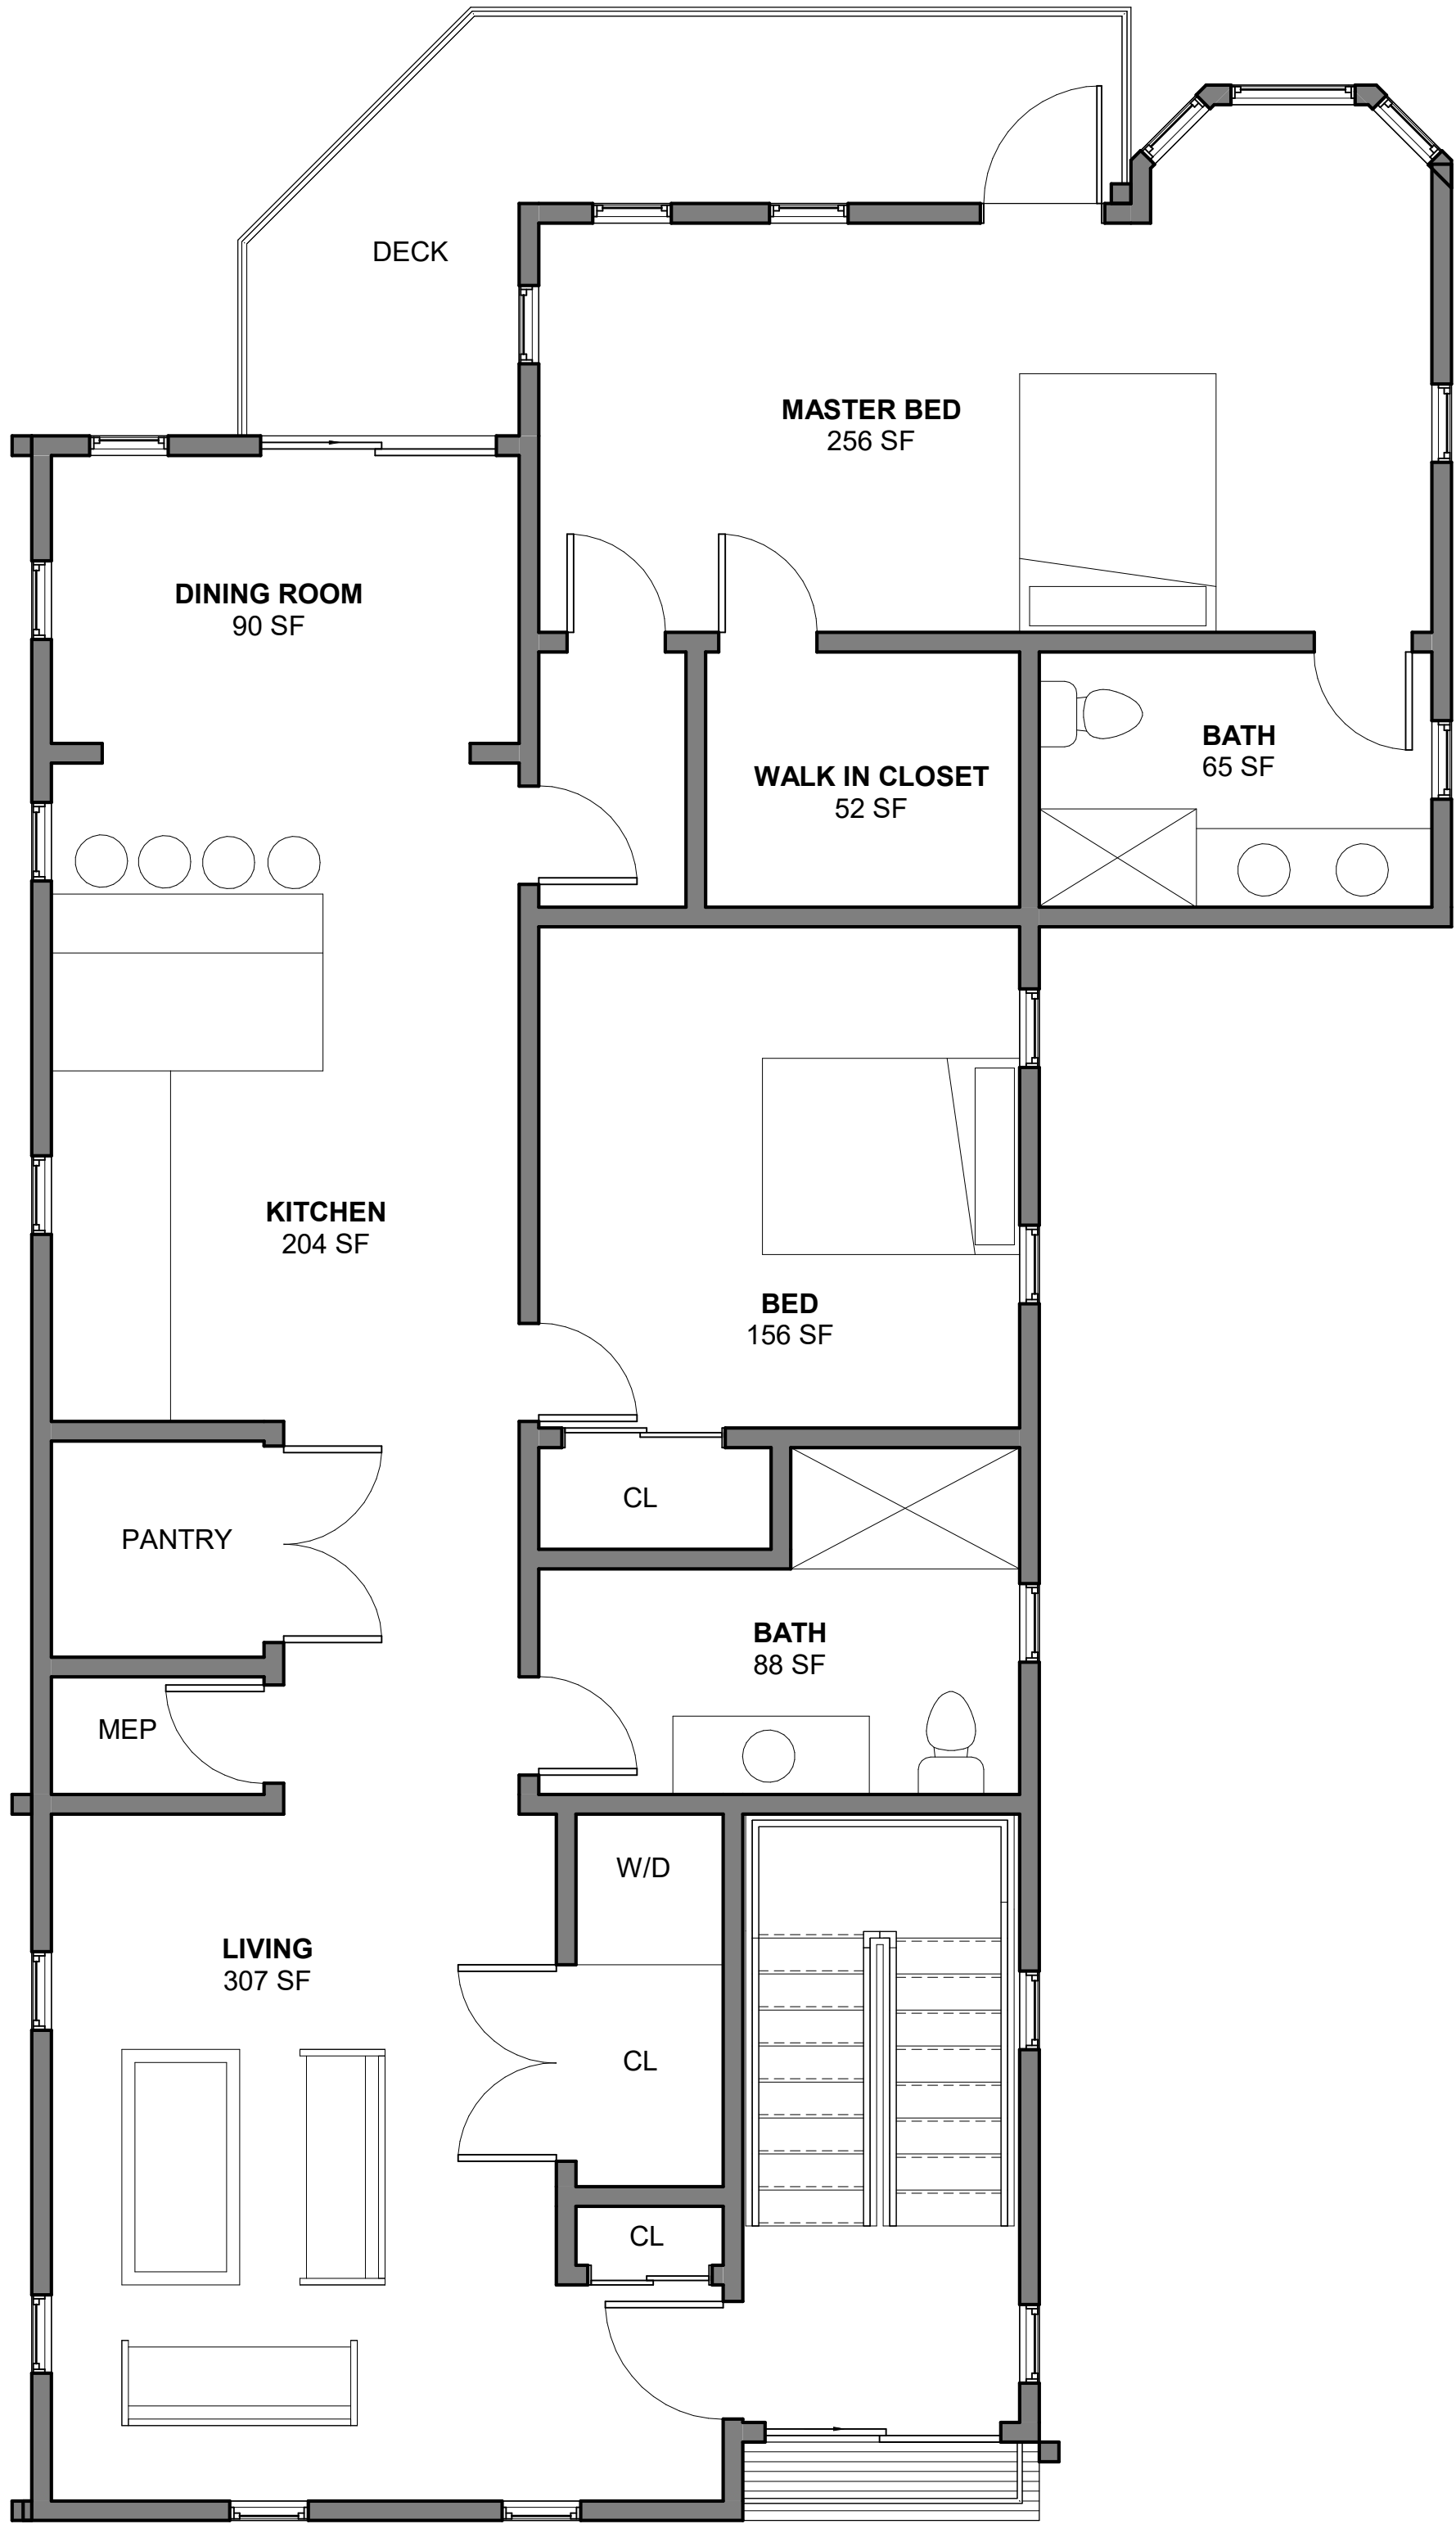 DECK
MASTER BED
256 SF
DINING ROOM
90 SF
BATH
65 SF
WALK IN CLOSET
52 SF
KITCHEN
204 SF
BED
156 SF
CL
PANTRY
BATH
88 SF
MEP
W/D
LIVING
307 SF
CL
CL